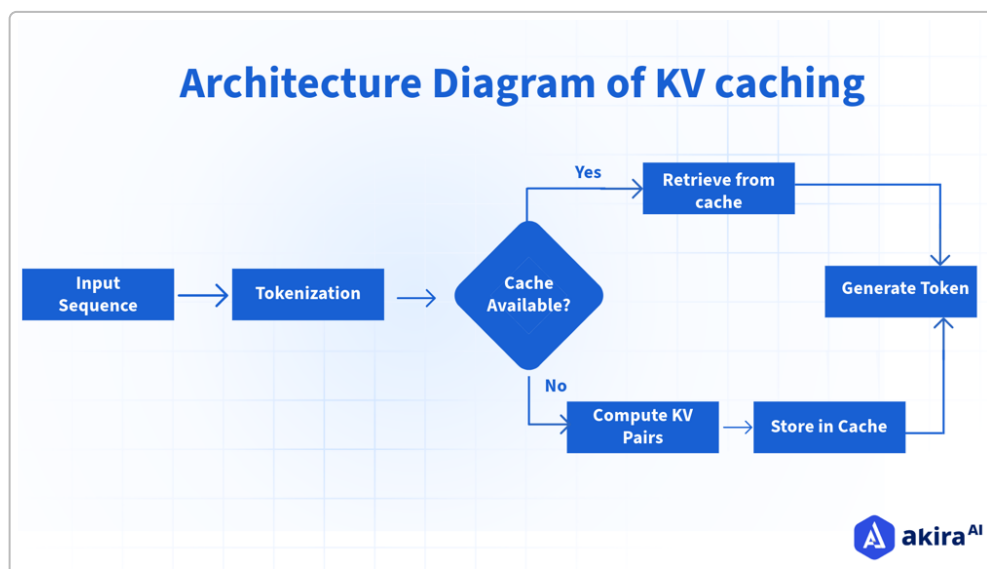 Architecture Diagram of KV caching
Yes
Retrieve from
cache
Input
Sequence
Tokenization
Cache
Available?
Generate Token
No
Compute KV
Pairs
Store in Cache
akira AI